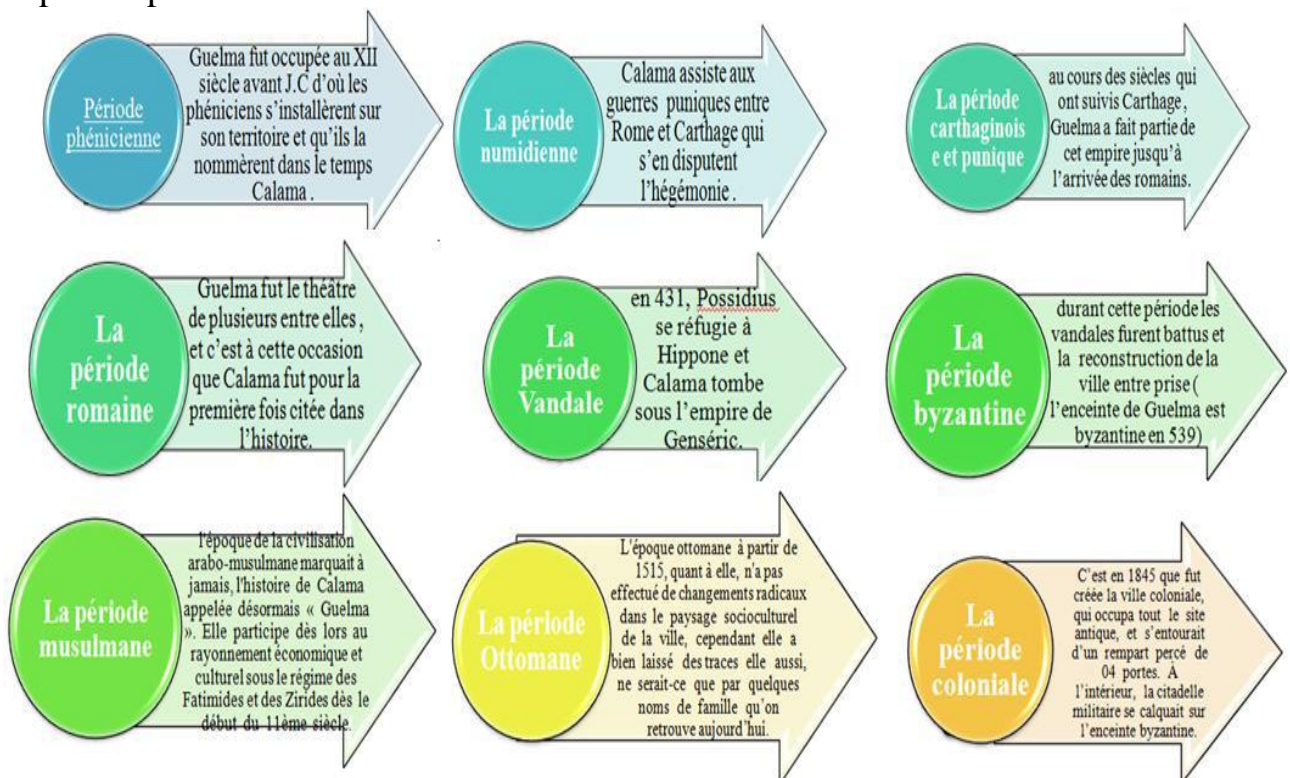 Période
phénicienne
Guelma fut occupée au XII
siècle avant J.C d'où les
phéniciens s'installèrent sur
son territoire et qu'ils la
nommèrent dans le temps
Calama .
La période
numidienne
Calama assiste aux
guerres puniques entre
Rome et Carthage qui
s'en disputent
l'hégémonie .
La période
carthaginois
e et punique
au cours des siècles qui
ont suivis Carthage ,
Guelma a fait partie de
cet empire jusqu'à
l'arrivée des romains.
La
période
romaine
Guelma fut le théâtre
de plusieurs entre elles ,
et c'est à cette occasion
que Calama fut pour la
première fois citée dans
l'histoire.
La
période
Vandale
en 431, Possidius
se réfugie à
Hippone et
Calama tombe
sous l'empire de
Genséric.
La
période
byzantine
durant cette période les
vandales furent battus et
la reconstruction de la
ville entre prise (
l'enceinte de Guelma est
byzantine en 539)
La période
musulmane
l'époque de la civilisation
arabo-musulmane marquait à
jamais, l'histoire de Calama
appelée désormais « Guelma
». Elle participe dès lors au
rayonnement économique et
culturel sous le régime des
Fatimides et des Zirides dès le
début du 11ème siècle.
La période
Ottomane
L'époque ottomane à partir de
1515, quant à elle, n'a pas
effectué de changements radicaux
dans le paysage socioculturel
de la ville, cependant elle a
bien laissé des traces elle aussi,
ne serait-ce que par quelques
noms de famille qu'on
retrouve aujourd'hui.
La
période
coloniale
C'est en 1845 que fut
créée la ville coloniale,
qui occupa tout le site
antique, et s'entourait
d'un rempart percé de
04 portes. À
l'intérieur, la citadelle
militaire se calquait sur
l'enceinte byzantine.